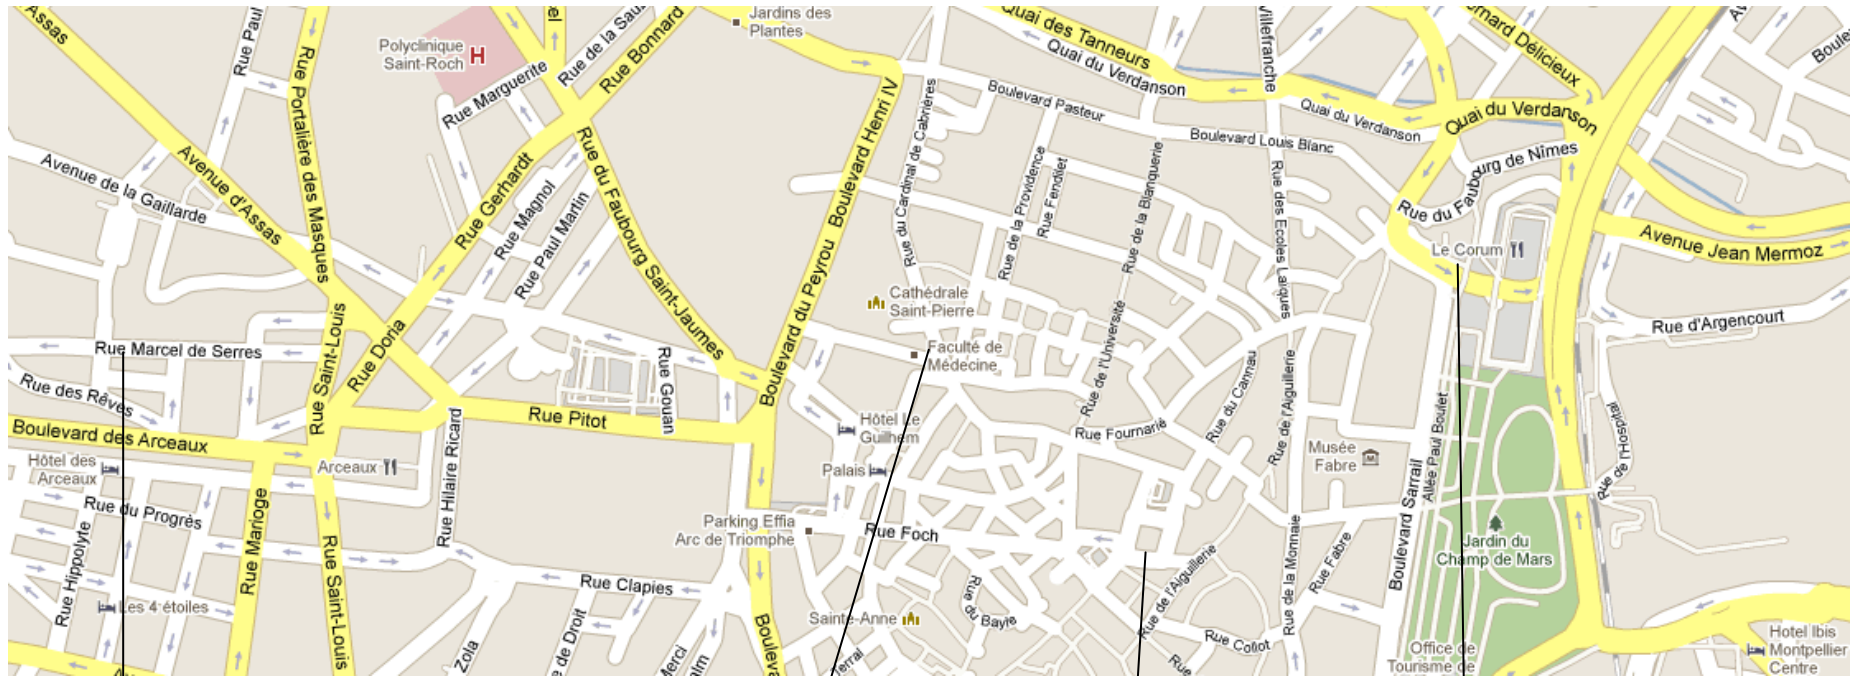 Assas
Rue Paul
Rue Portalière des Masques
Polyclinique
Saint-Roch
H
Rue Marguerite
Rue de la Sau
Rue Bonnard
Jardins des
Plantes
Quai des Tanneurs
Quai du Verdanson
Villefranche
Quai du Verdanson
Quai du Verdanson
Boulevard Pasteur
Boulevard Louis Blanc
Rue du Faubourg de Nîmes
Avenue Jean Mermoz
Avenue de la Gaillarde
Avenue d'Assas
Rue Gerhardt
Rue Magnol
Rue Paul Martin
Rue du Faubourg Saint-Jaumes
Boulevard Henri IV
Boulevard du Peyrou
Rue du Cardinal de Cabrières
Rue de la Providence
Rue Fendilet
Rue de la Blanquerie
Rue des Ecoles Laïques
Le Corum
Cathédrale
Saint-Pierre
Faculté de
Médecine
Rue de l'Université
Rue d'Argencourt
Rue Marcel de Serres
Rue des Rêves
Rue Saint-Louis
Rue Doria
Rue Gouan
Rue Pitot
Boulevard des Arceaux
Hôtel des
Arceaux
Arceaux
Rue Hilaire Ricard
Hôtel Le
Guilhem
Palais
Rue Fournarié
Rue du Cannau
Rue de l'Aiguillerie
Musée
Fabre
Allée Paul Boulet
Boulevard Sarrail
Rue de l'Hospital
Rue du Progrès
Rue Marioge
Rue Saint-Louis
Rue Hippolyte
Parking Effia
Arc de Triomphe
Rue Foch
Jardin du
Champ de Mars
Rue Clapies
Les 4 étoiles
Sainte-Anne
Rue du Bayle
Rue de l'Aiguillerie
Rue Collot
Rue de la Monnaie
Rue Fabre
Zola
e de Droit
Merci
alm
Bouleva
Rue
Office de
Tourisme de
Hotel Ibis
Montpellier
Centre